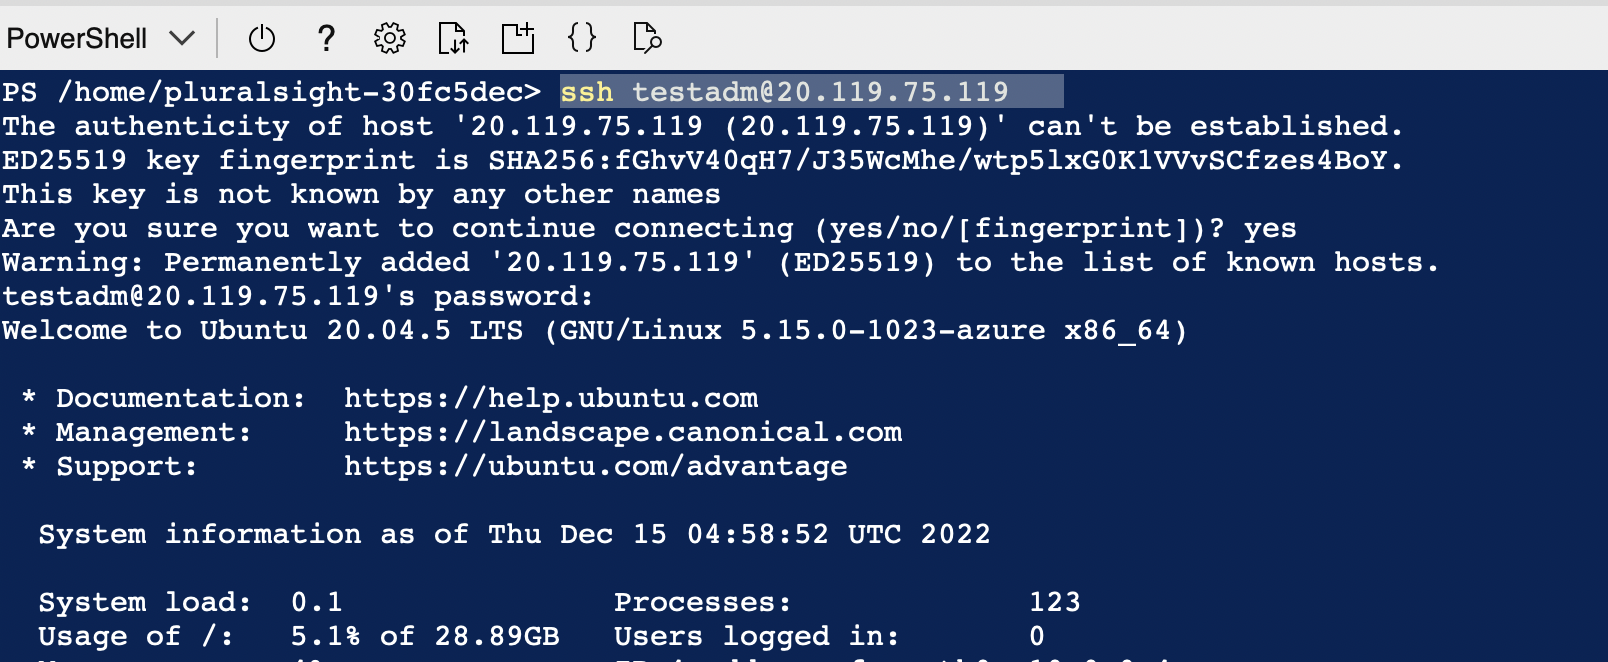 PowerShell
PS /home/pluralsight-30fc5dec> ssh testadm@20.119.75.119
The authenticity of host '20.119.75.119 (20.119.75.119)' can't be established.
ED25519 key fingerprint is SHA256:fGhvV40qH7/J35WcMhe/wtp5lxG0K1VVvSCfzes4BoY.
This key is not known by any other names
Are you sure you want to continue connecting (yes/no/[fingerprint])? yes
Warning: Permanently added '20.119.75.119' (ED25519) to the list of known hosts.
testadm@20.119.75.119's password:
Welcome to Ubuntu 20.04.5 LTS (GNU/Linux 5.15.0-1023-azure x86_64)
* Documentation:  https://help.ubuntu.com
* Management:     https://landscape.canonical.com
* Support:        https://ubuntu.com/advantage
System information as of Thu Dec 15 04:58:52 UTC 2022
System load:  0.1               Processes:             123
Usage of /:   5.1% of 28.89GB   Users logged in:       0